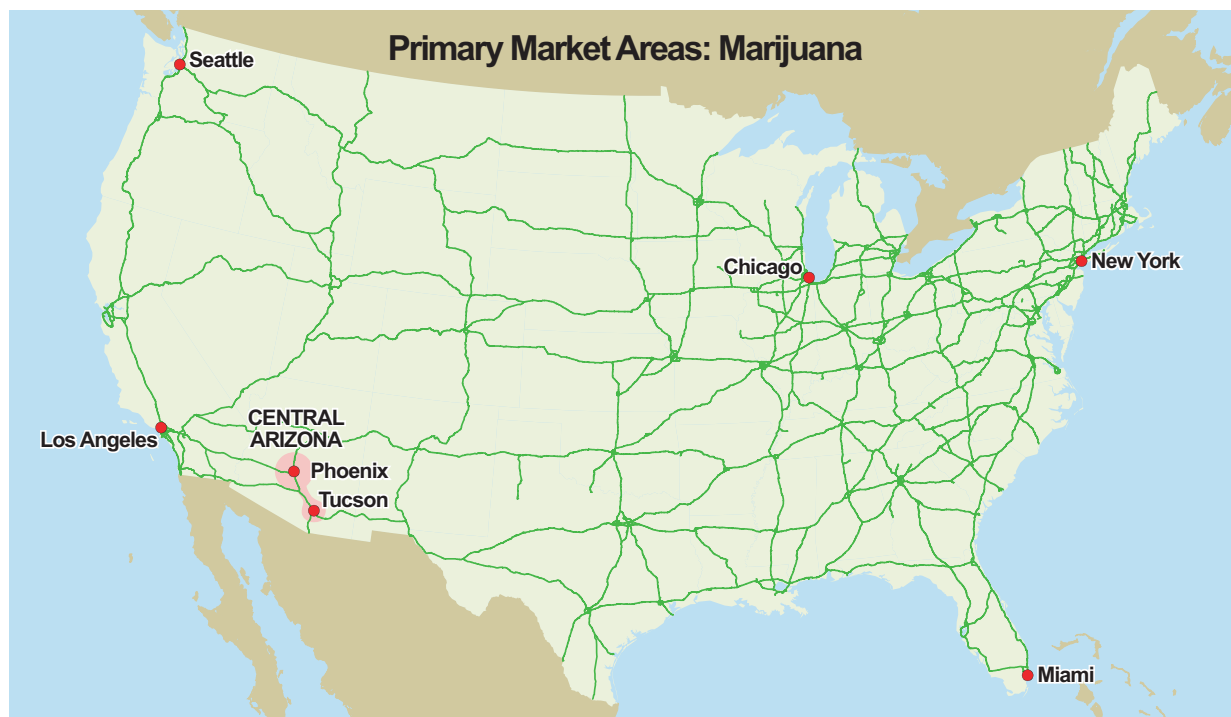 Primary Market Areas: Marijuana
Seattle
Chicago
New York
CENTRAL
ARIZONA
Los Angeles
Phoenix
Tucson
Miami